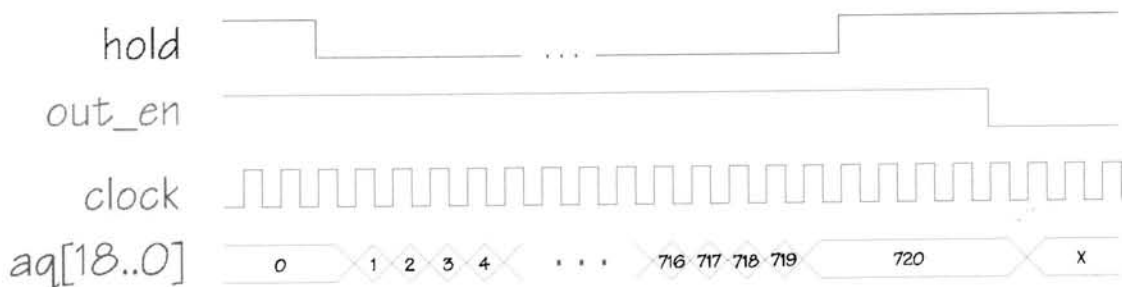 hold ...
out_en
clock
aq[18..0] 0 1 2 3 4 . . . 716 717 718 719 720 X